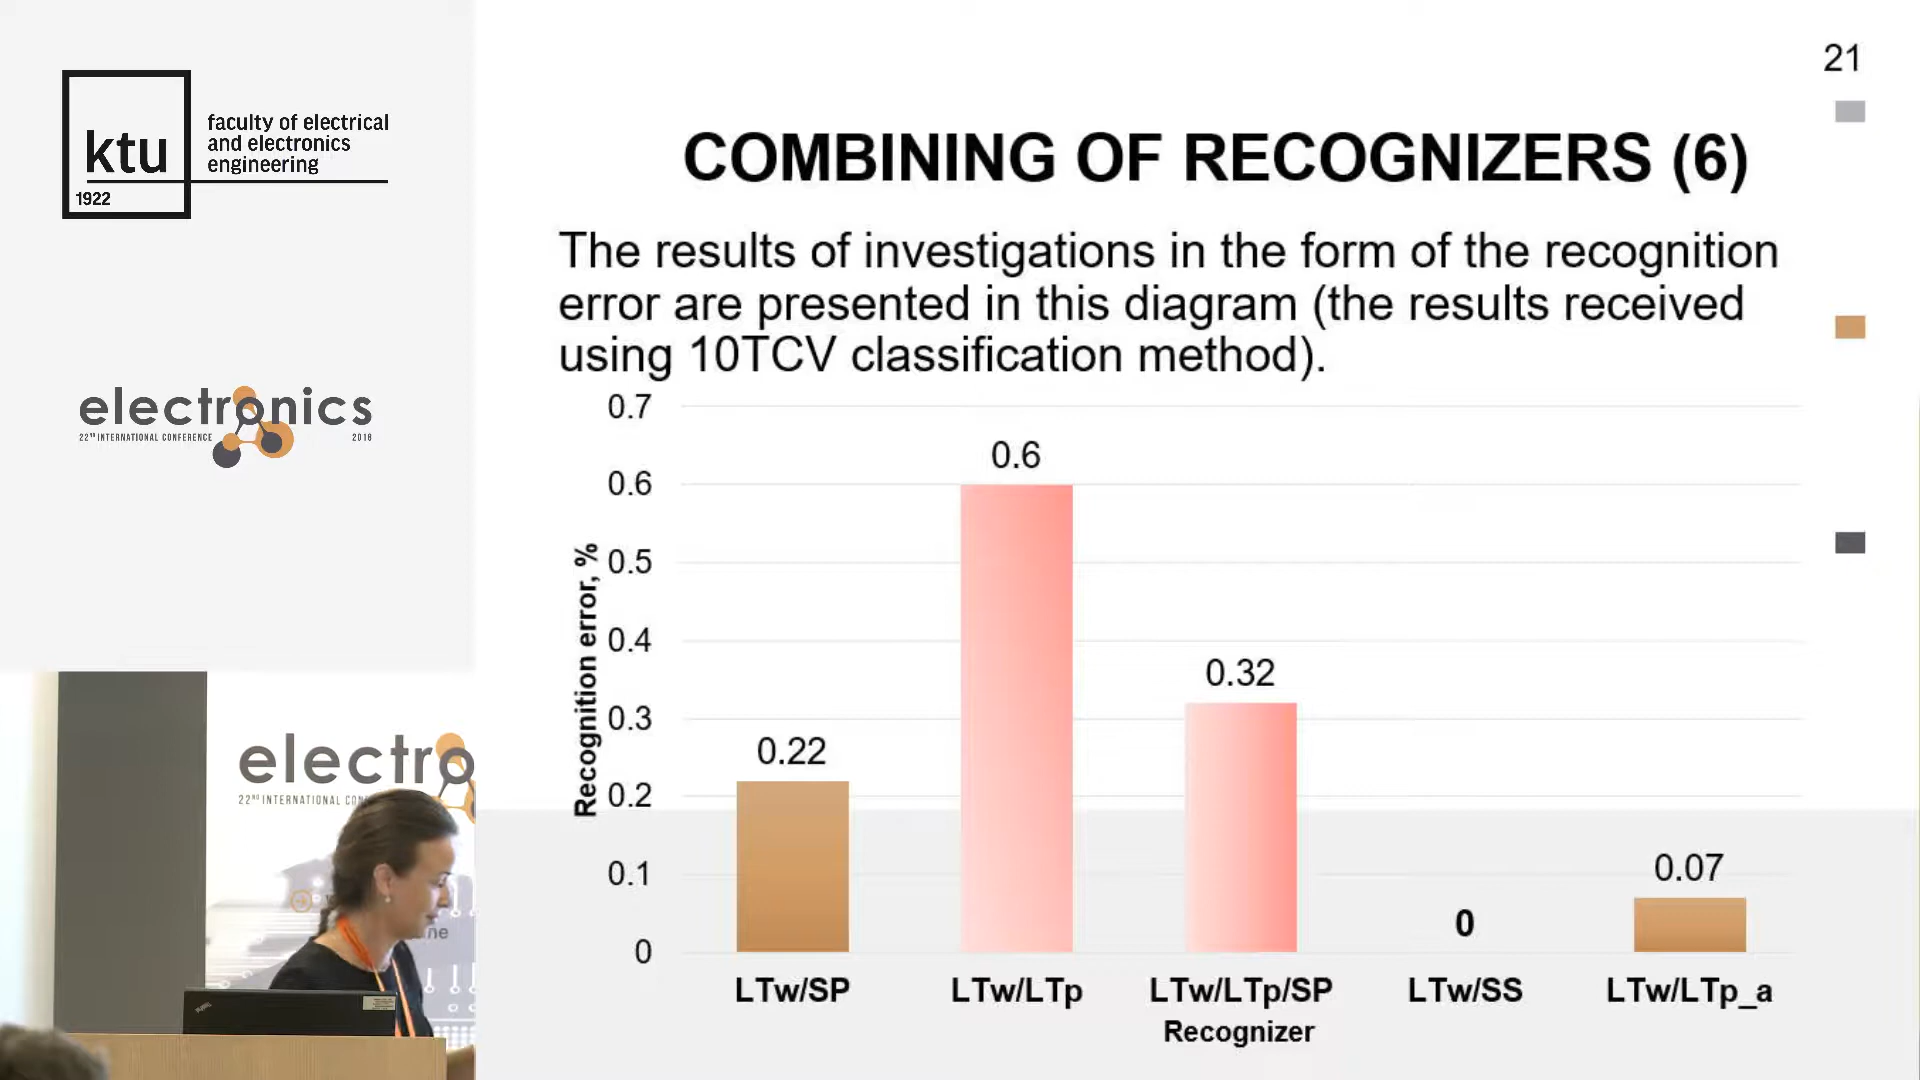 21
ktu
1922
faculty of electrical
and electronics
engineering
COMBINING OF RECOGNIZERS (6)
The results of investigations in the form of the recognition
error are presented in this diagram (the results received
using 10TCV classification method).
electronics
22ND INTERNATIONAL CONFERENCE 2018
Recognition error, %
0.7
0.6
0.5
0.4
0.3
0.2
0.1
0
0.22
0.6
0.32
0
0.07
LTw/SP
LTw/LTp
LTw/LTp/SP
LTw/SS
LTw/LTp_a
Recognizer
electro
22ND INTERNATIONAL